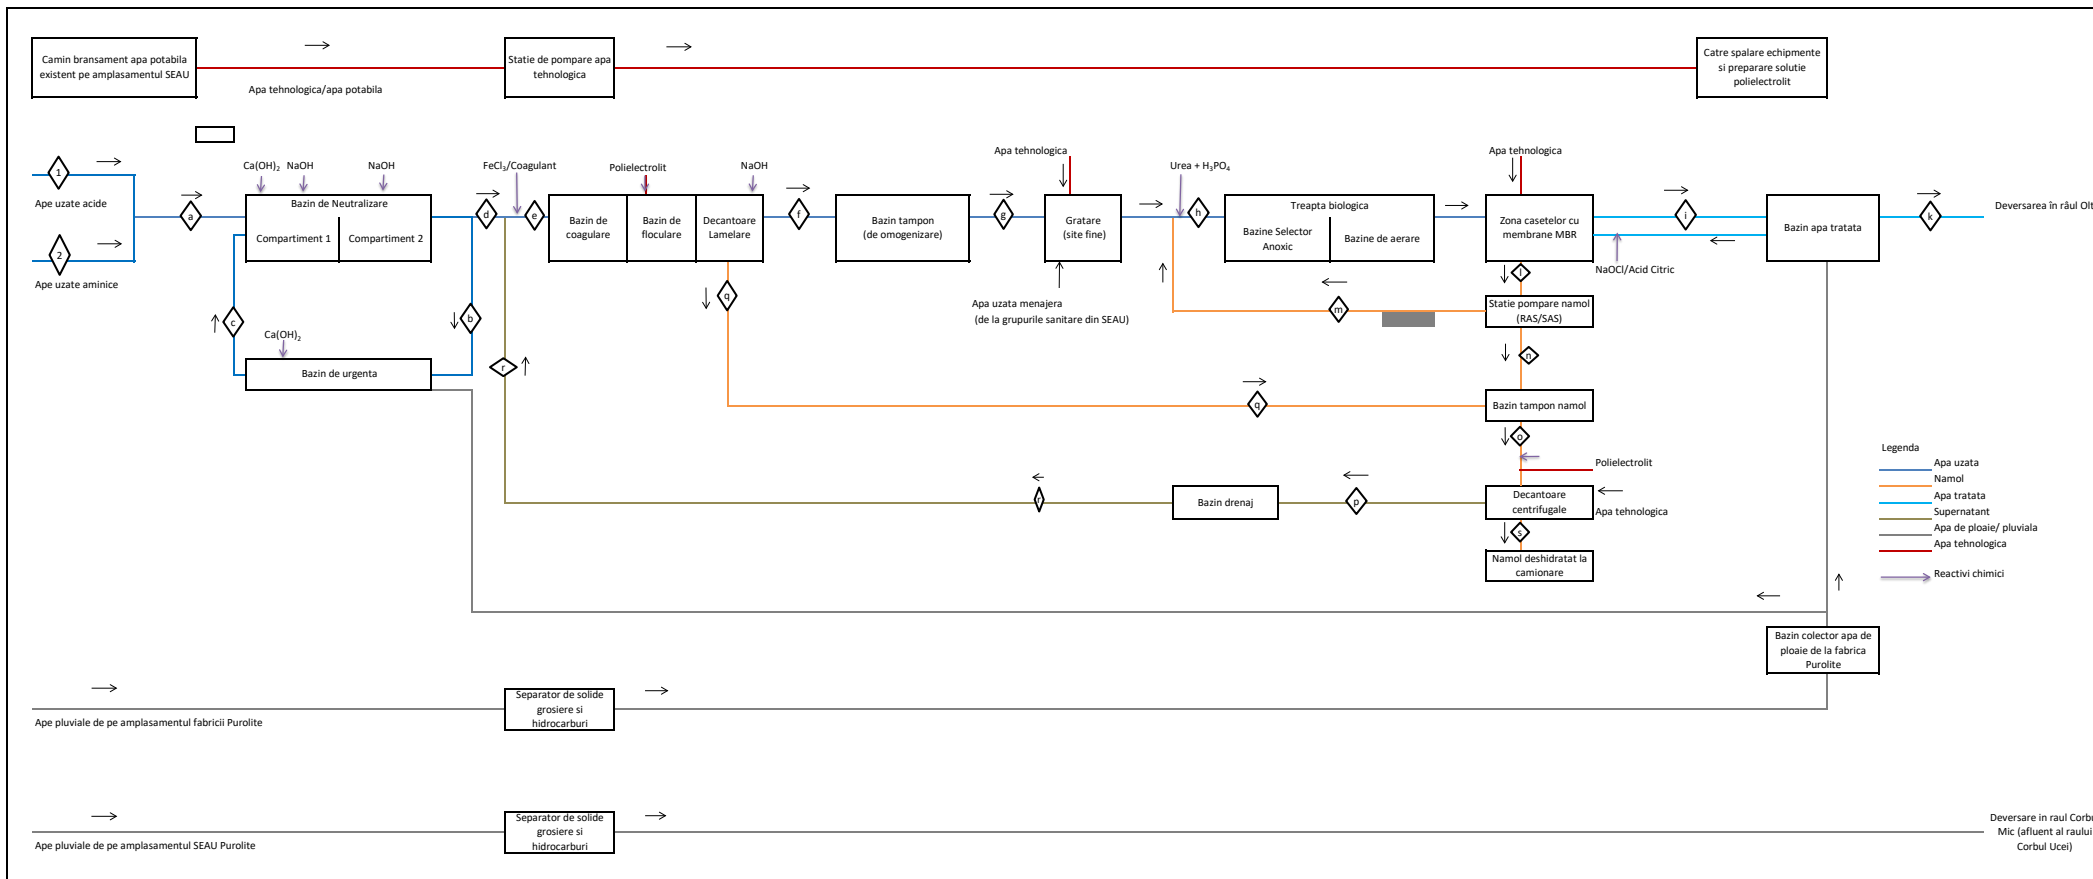 Camin bransament apa potabila
existent pe amplasamentul SEAU
Statie de pompare apa
tehnologica
Catre spalare echipmente
si preparare solutie
polielectrolit
Apa tehnologica/apa potabila
1
Ape uzate acide
2
Ape uzate aminice
a
Ca(OH)₂
NaOH
NaOH
Bazin de Neutralizare
Compartiment 1
Compartiment 2
c
b
Ca(OH)₂
Bazin de urgenta
d
FeCl₃/Coagulant
e
Polielectrolit
NaOH
Bazin de
coagulare
Bazin de
floculare
Decantoare
Lamelare
f
Bazin tampon
(de omogenizare)
g
Apa tehnologica
Gratare
(site fine)
Apa uzata menajera
(de la grupurile sanitare din SEAU)
Urea + H₃PO₄
h
Treapta biologica
Bazine Selector
Anoxic
Bazine de aerare
Apa tehnologica
Zona casetelor cu
membrane MBR
i
NaOCl/Acid Citric
Bazin apa tratata
k
Deversarea în râul Olt
l
Statie pompare namol
(RAS/SAS)
m
n
q
r
q
Bazin tampon namol
o
Polielectrolit
Decantoare
centrifugale
Apa tehnologica
p
Bazin drenaj
r
s
Namol deshidratat la
camionare
Legenda
Apa uzata
Namol
Apa tratata
Supernatant
Apa de ploaie/ pluviala
Apa tehnologica
Reactivi chimici
Bazin colector apa de
ploaie de la fabrica
Purolite
Separator de solide
grosiere si
hidrocarburi
Ape pluviale de pe amplasamentul fabricii Purolite
Separator de solide
grosiere si
hidrocarburi
Ape pluviale de pe amplasamentul SEAU Purolite
Deversare in raul Corbu
Mic (afluent al raului
Corbul Ucei)